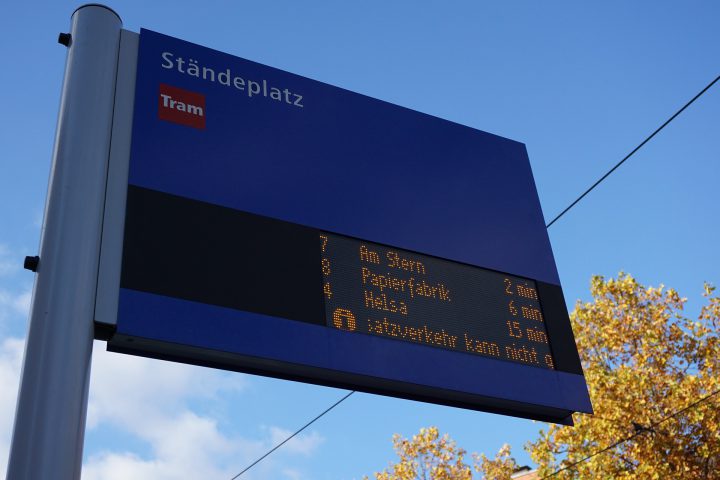 Ständeplatz
Tram
7 Am Stern 2 min
8 Papierfabrik 6 min
4 Helsa 15 min
satzverkehr kann nicht g